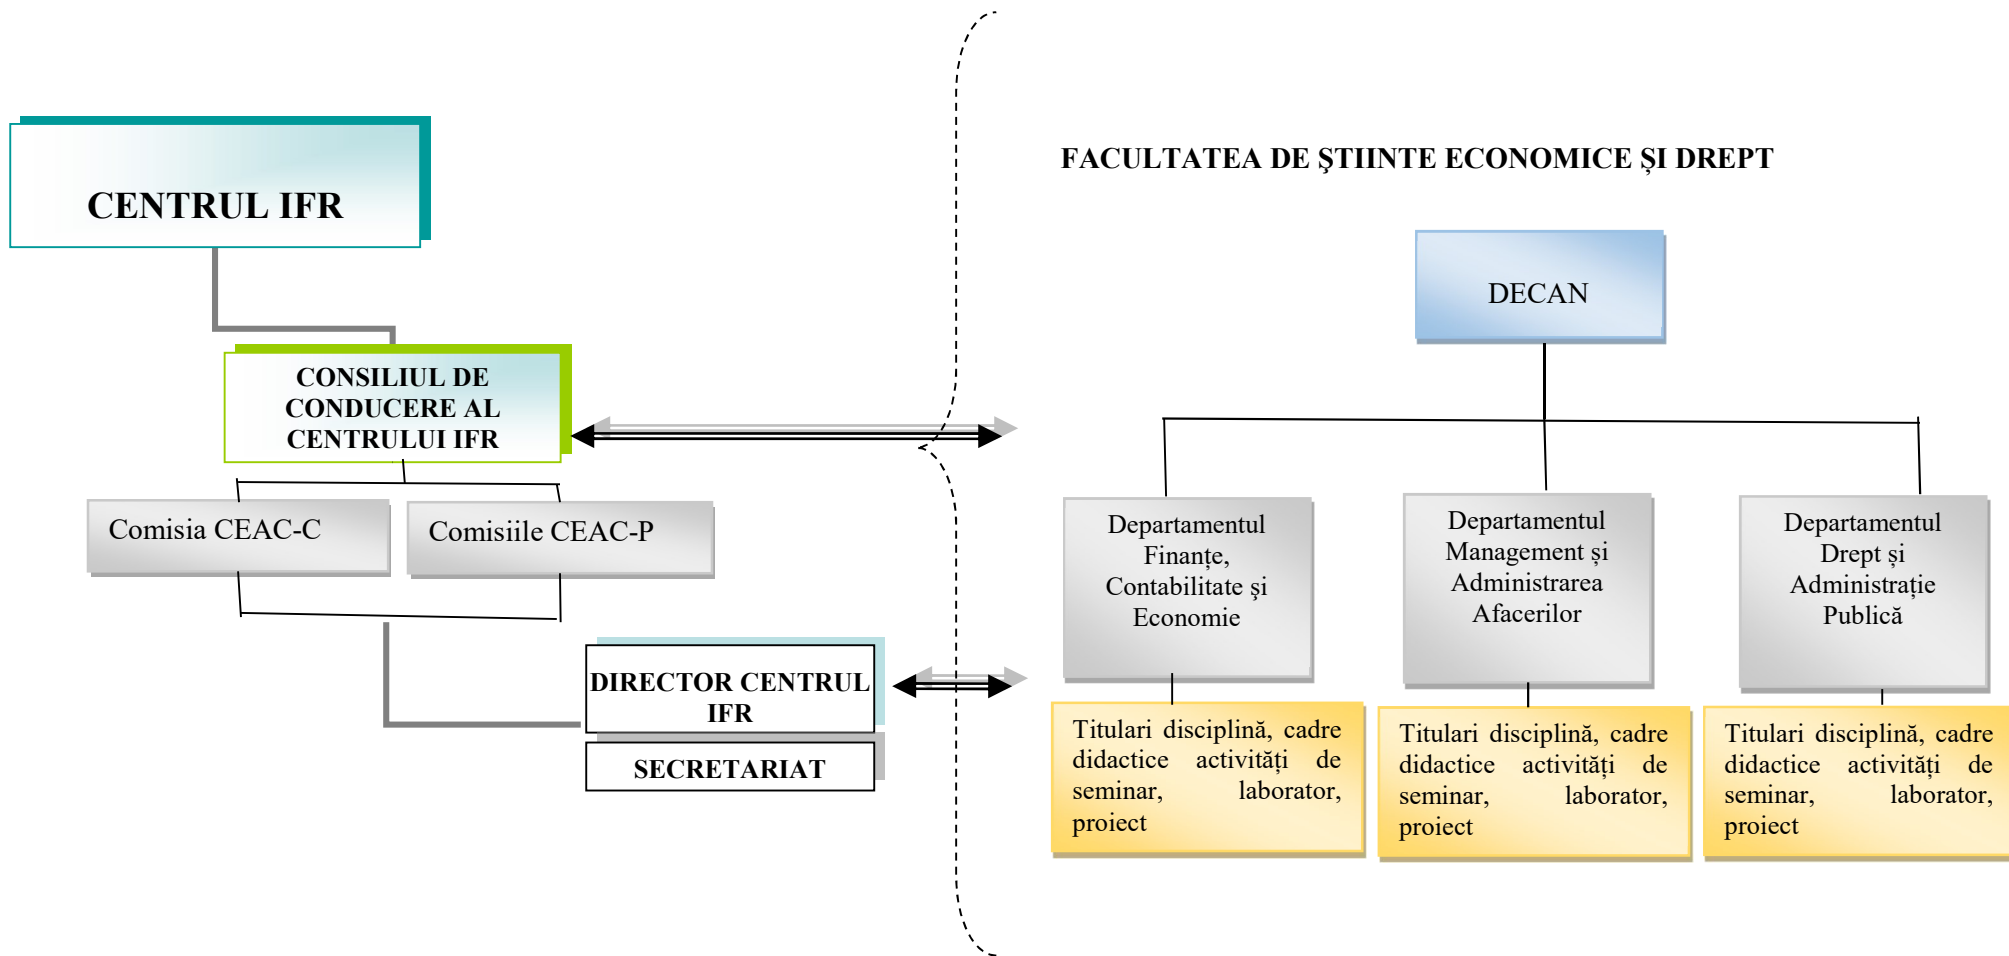 CENTRUL IFR
CONSILIUL DE
CONDUCERE AL
CENTRULUI IFR
Comisia CEAC-C
Comisiile CEAC-P
DIRECTOR CENTRUL
IFR
SECRETARIAT
FACULTATEA DE ŞTIINTE ECONOMICE ȘI DREPT
DECAN
Departamentul
Finanțe,
Contabilitate şi
Economie
Departamentul
Management și
Administrarea
Afacerilor
Departamentul
Drept și
Administrație
Publică
Titulari disciplină, cadre
didactice activități de
seminar, laborator,
proiect
Titulari disciplină, cadre
didactice activități de
seminar, laborator,
proiect
Titulari disciplină, cadre
didactice activități de
seminar, laborator,
proiect